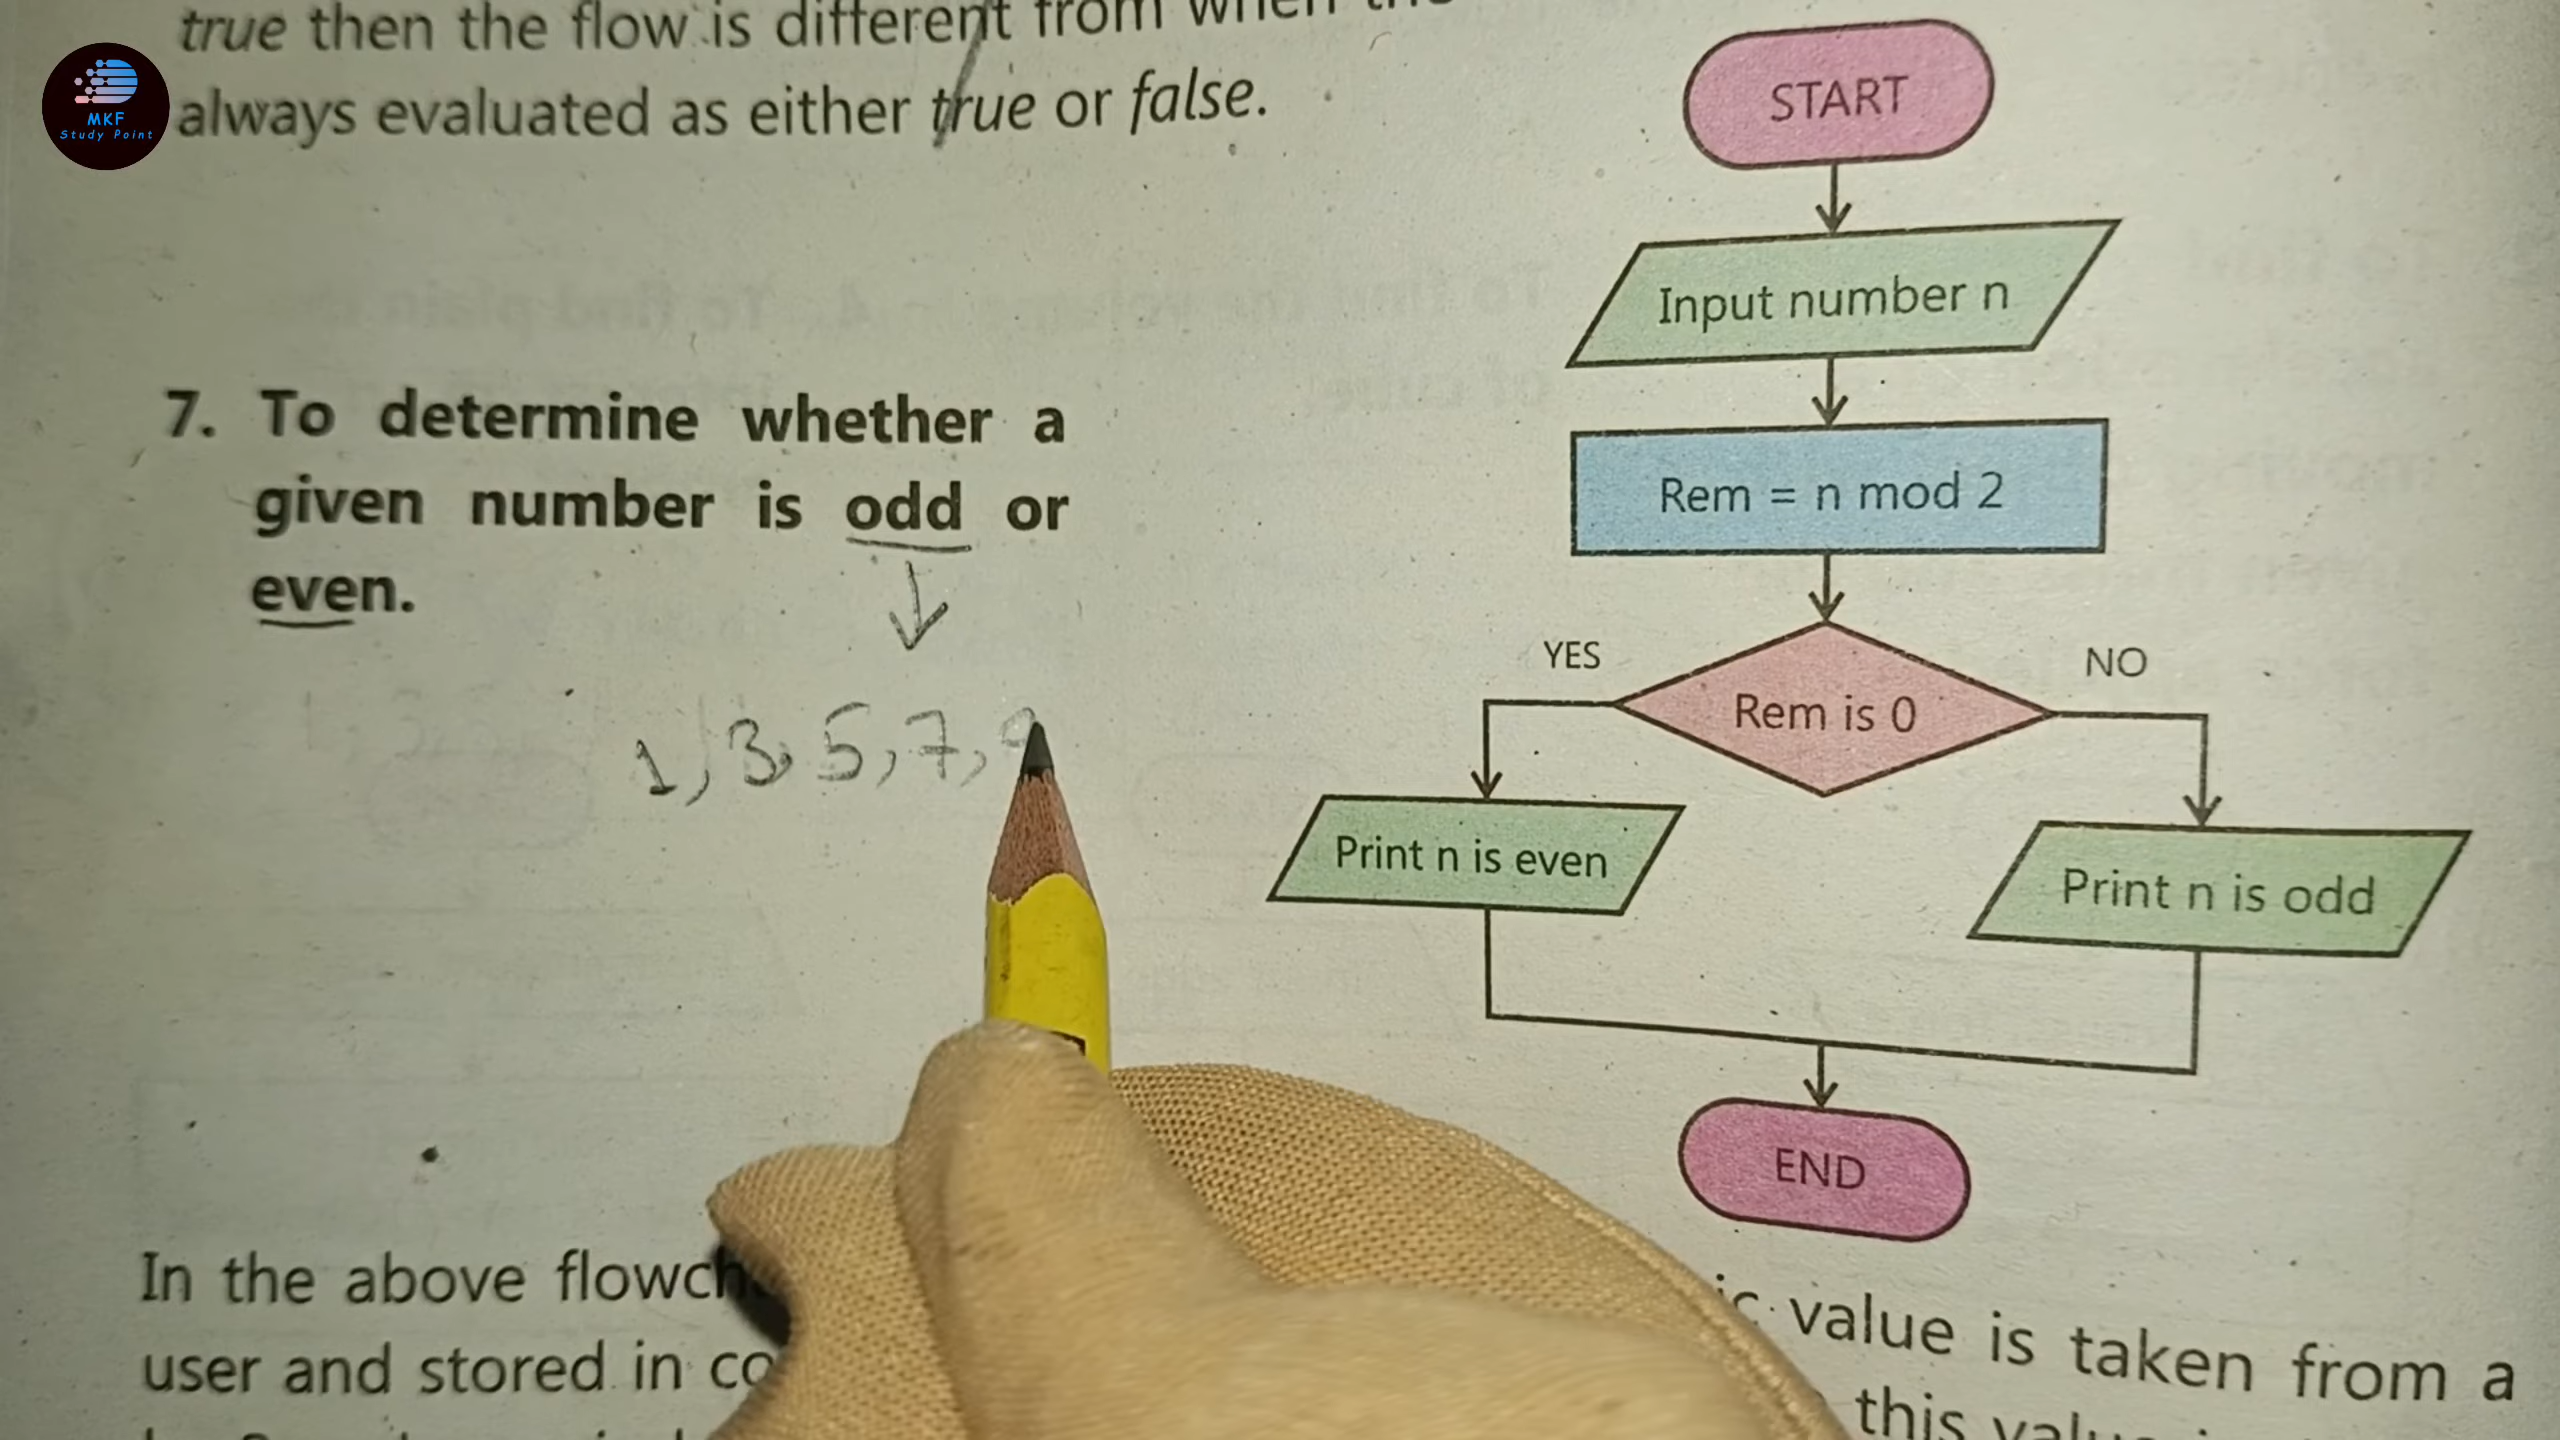 true then the flow is different from when the
always evaluated as either true or false.
MKF
Study Point
7. To determine whether a
given number is odd or
even.
1, 3, 5, 7,
START
Input number n
Rem = n mod 2
YES
NO
Rem is 0
Print n is even
Print n is odd
END
In the above
value is taken from a
user and stored in
this